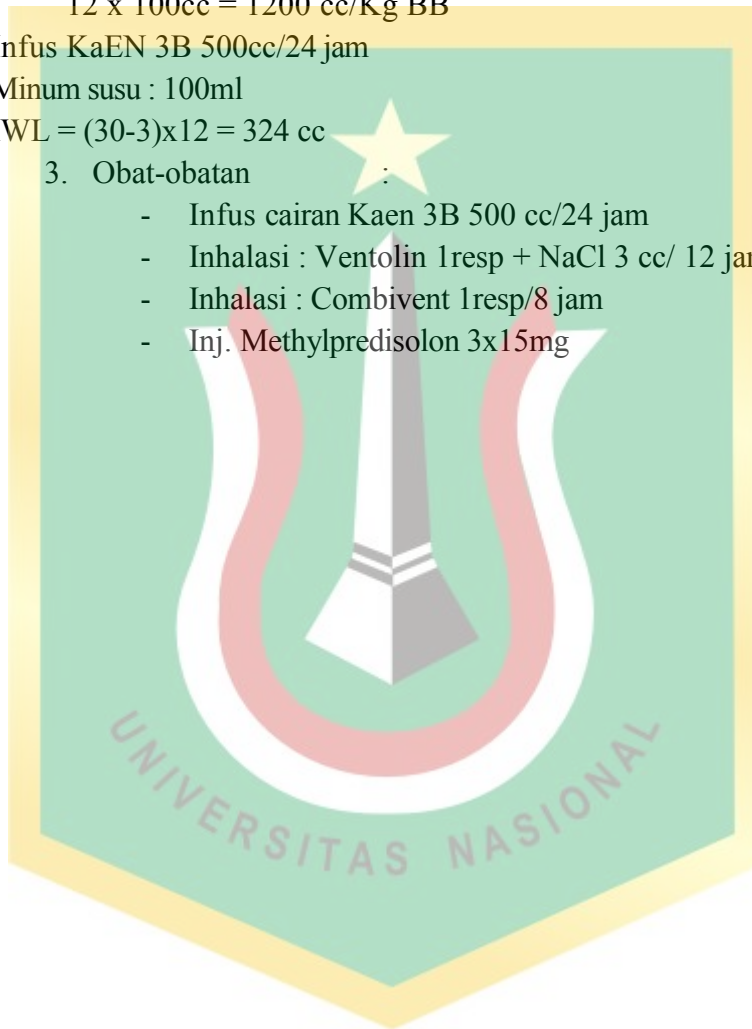 12 x 100cc = 1200 cc/Kg BB
Infus KaEN 3B 500cc/24 jam
Minum susu : 100ml
WL = (30-3)x12 = 324 cc
3. Obat-obatan :
- Infus cairan Kaen 3B 500 cc/24 jam
- Inhalasi : Ventolin 1resp + NaCl 3 cc/ 12 jam
- Inhalasi : Combivent 1resp/8 jam
- Inj. Methylpredisolon 3x15mg
UNIVERSITAS NASIONAL